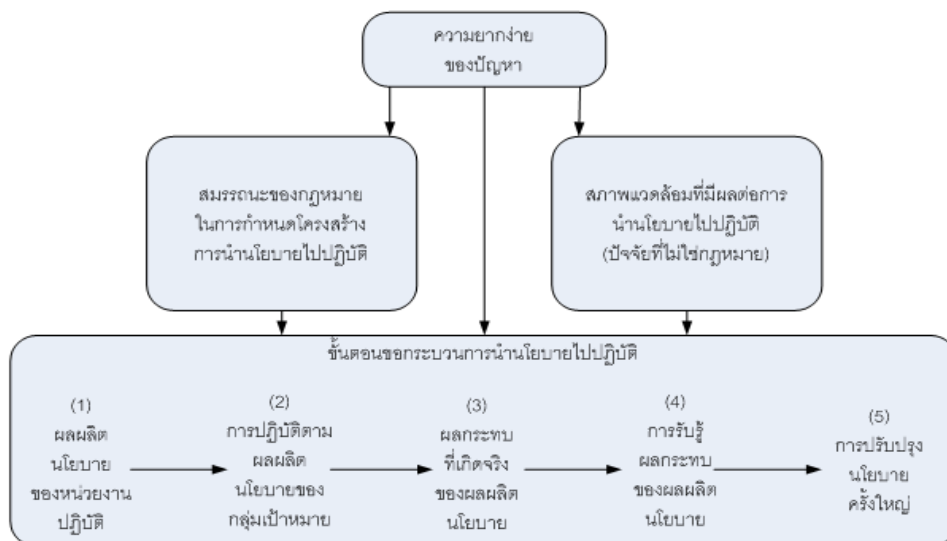 ความยากง่าย
ของปัญหา
สมรรถนะของกฎหมาย
ในการกำหนดโครงสร้าง
การนำนโยบายไปปฏิบัติ
สภาพแวดล้อมที่มีผลต่อการ
นำนโยบายไปปฏิบัติ
(ปัจจัยที่ไม่ใช่กฎหมาย)
ขั้นตอนขอกระบวนการนำนโยบายไปปฏิบัติ
(1)
ผลผลิต
นโยบาย
ของหน่วยงาน
ปฏิบัติ
(2)
การปฏิบัติตาม
ผลผลิต
นโยบายของ
กลุ่มเป้าหมาย
(3)
ผลกระทบ
ที่เกิดจริง
ของผลผลิต
นโยบาย
(4)
การรับรู้
ผลกระทบ
ของผลผลิต
นโยบาย
(5)
การปรับปรุง
นโยบาย
ครั้งใหญ่